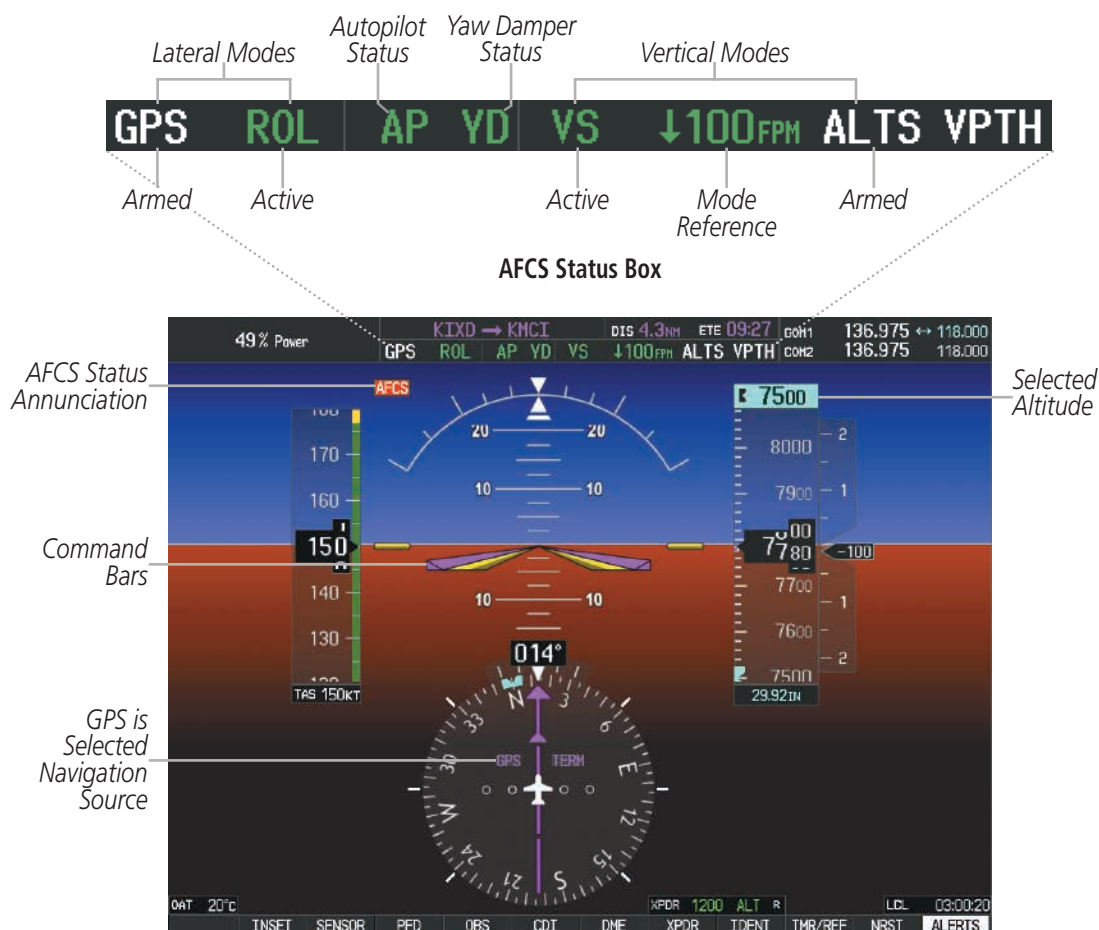 Autopilot Status
Yaw Damper Status
Lateral Modes
Vertical Modes
GPS ROL AP YD VS ↓100FPM ALTS VPTH
Armed
Active
Active
Mode Reference
Armed
AFCS Status Box
49% Power
KIXD → KMCI DIS 4.3NM ETE 09:27
GPS ROL AP YD VS ↓100FPM ALTS VPTH
COM1 136.975 ↔ 118.000
COM2 136.975 118.000
AFCS Status Annunciation
AFCS
Selected Altitude
7500
20 20
10 10
170
160
150
140
130
TAS 150KT
8000
7900
7700
7600
7500
29.92IN
2
1
-100
1
2
Command Bars
10 10
014°
GPS is Selected Navigation Source
N 3 6 E 12 15 S 21 24 W 30 33
GPS TERM
OAT 20°C
XPDR 1200 ALT R
LCL 03:00:20
INSET SENSOR PFD OBS CDI DME XPDR IDENT TMR/REF NRST ALERTS